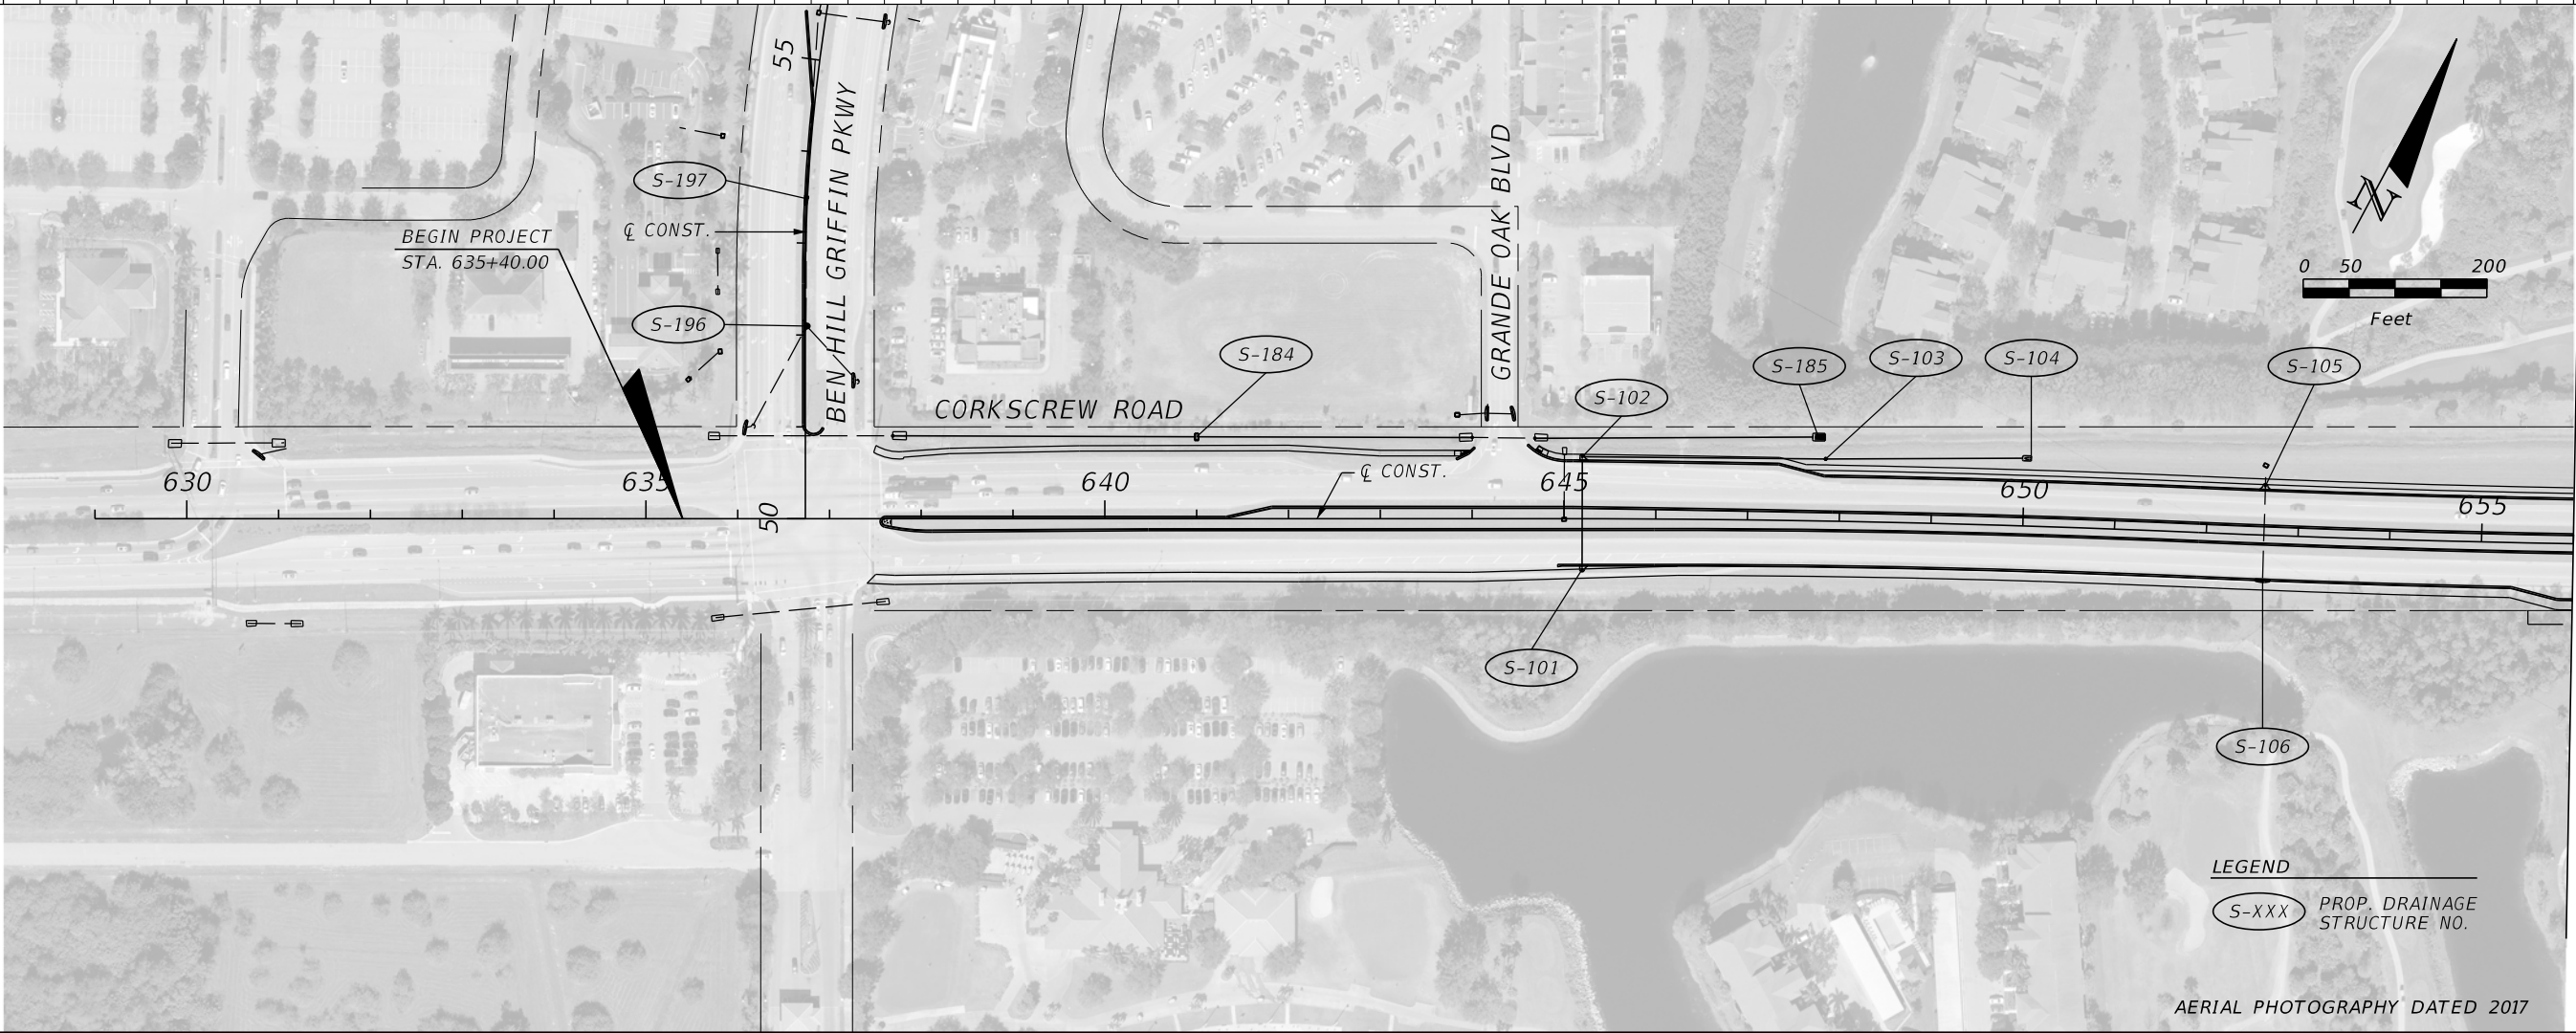 55
BEN HILL GRIFFIN PKWY
GRANDE OAK BLVD
S-197
℄ CONST.
BEGIN PROJECT
STA. 635+40.00
N
0 50 200
Feet
S-196
S-184
S-185
S-103
S-104
S-105
S-102
CORKSCREW ROAD
℄ CONST.
630
635
640
645
650
655
50
S-101
S-106
LEGEND
S-XXX PROP. DRAINAGE
STRUCTURE NO.
AERIAL PHOTOGRAPHY DATED 2017